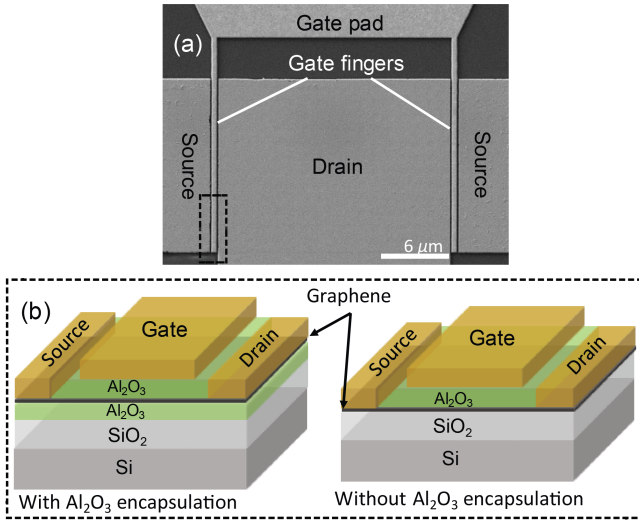 Gate pad
(a)
Gate fingers
Source
Drain
Source
6 μm
(b)
Graphene
Source
Gate
Drain
Al₂O₃
Al₂O₃
SiO₂
Si
With Al₂O₃ encapsulation
Source
Gate
Drain
Al₂O₃
SiO₂
Si
Without Al₂O₃ encapsulation